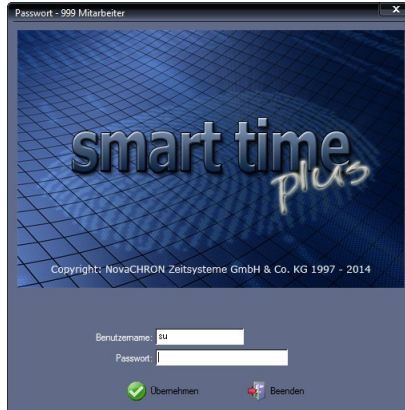 Passwort - 999 Mitarbeiter
smart time
plus
Copyright: NovaCHRON Zeitsysteme GmbH & Co. KG 1997 - 2014
Benutzername: su
Passwort:
Übernehmen Beenden